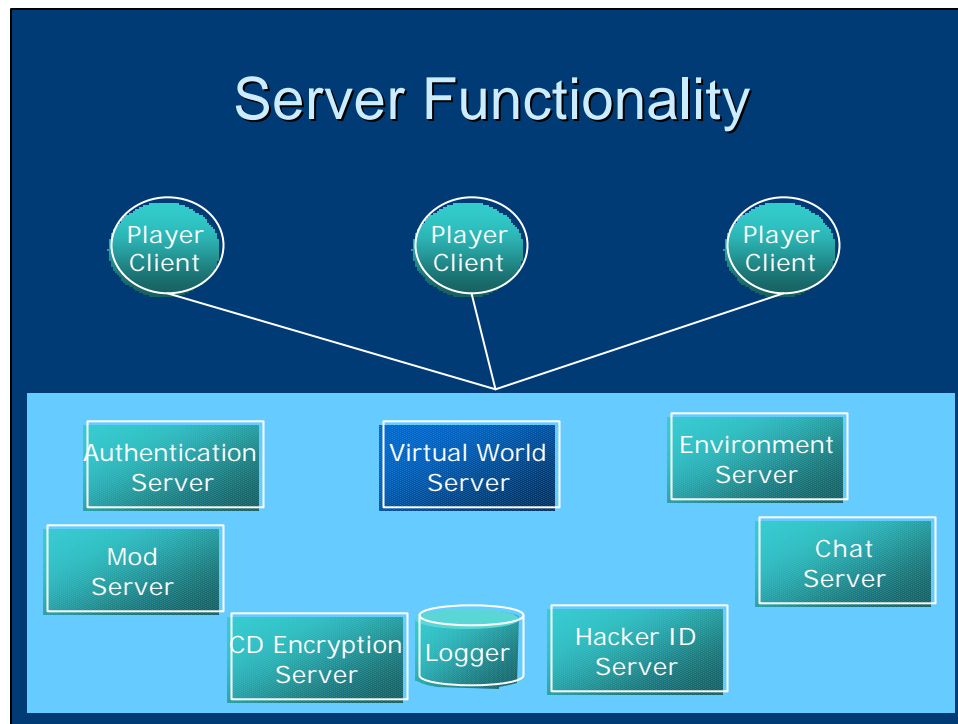 Server Functionality
Player
Client
Player
Client
Player
Client
Authentication
Server
Virtual World
Server
Environment
Server
Mod
Server
Chat
Server
CD Encryption
Server
Logger
Hacker ID
Server